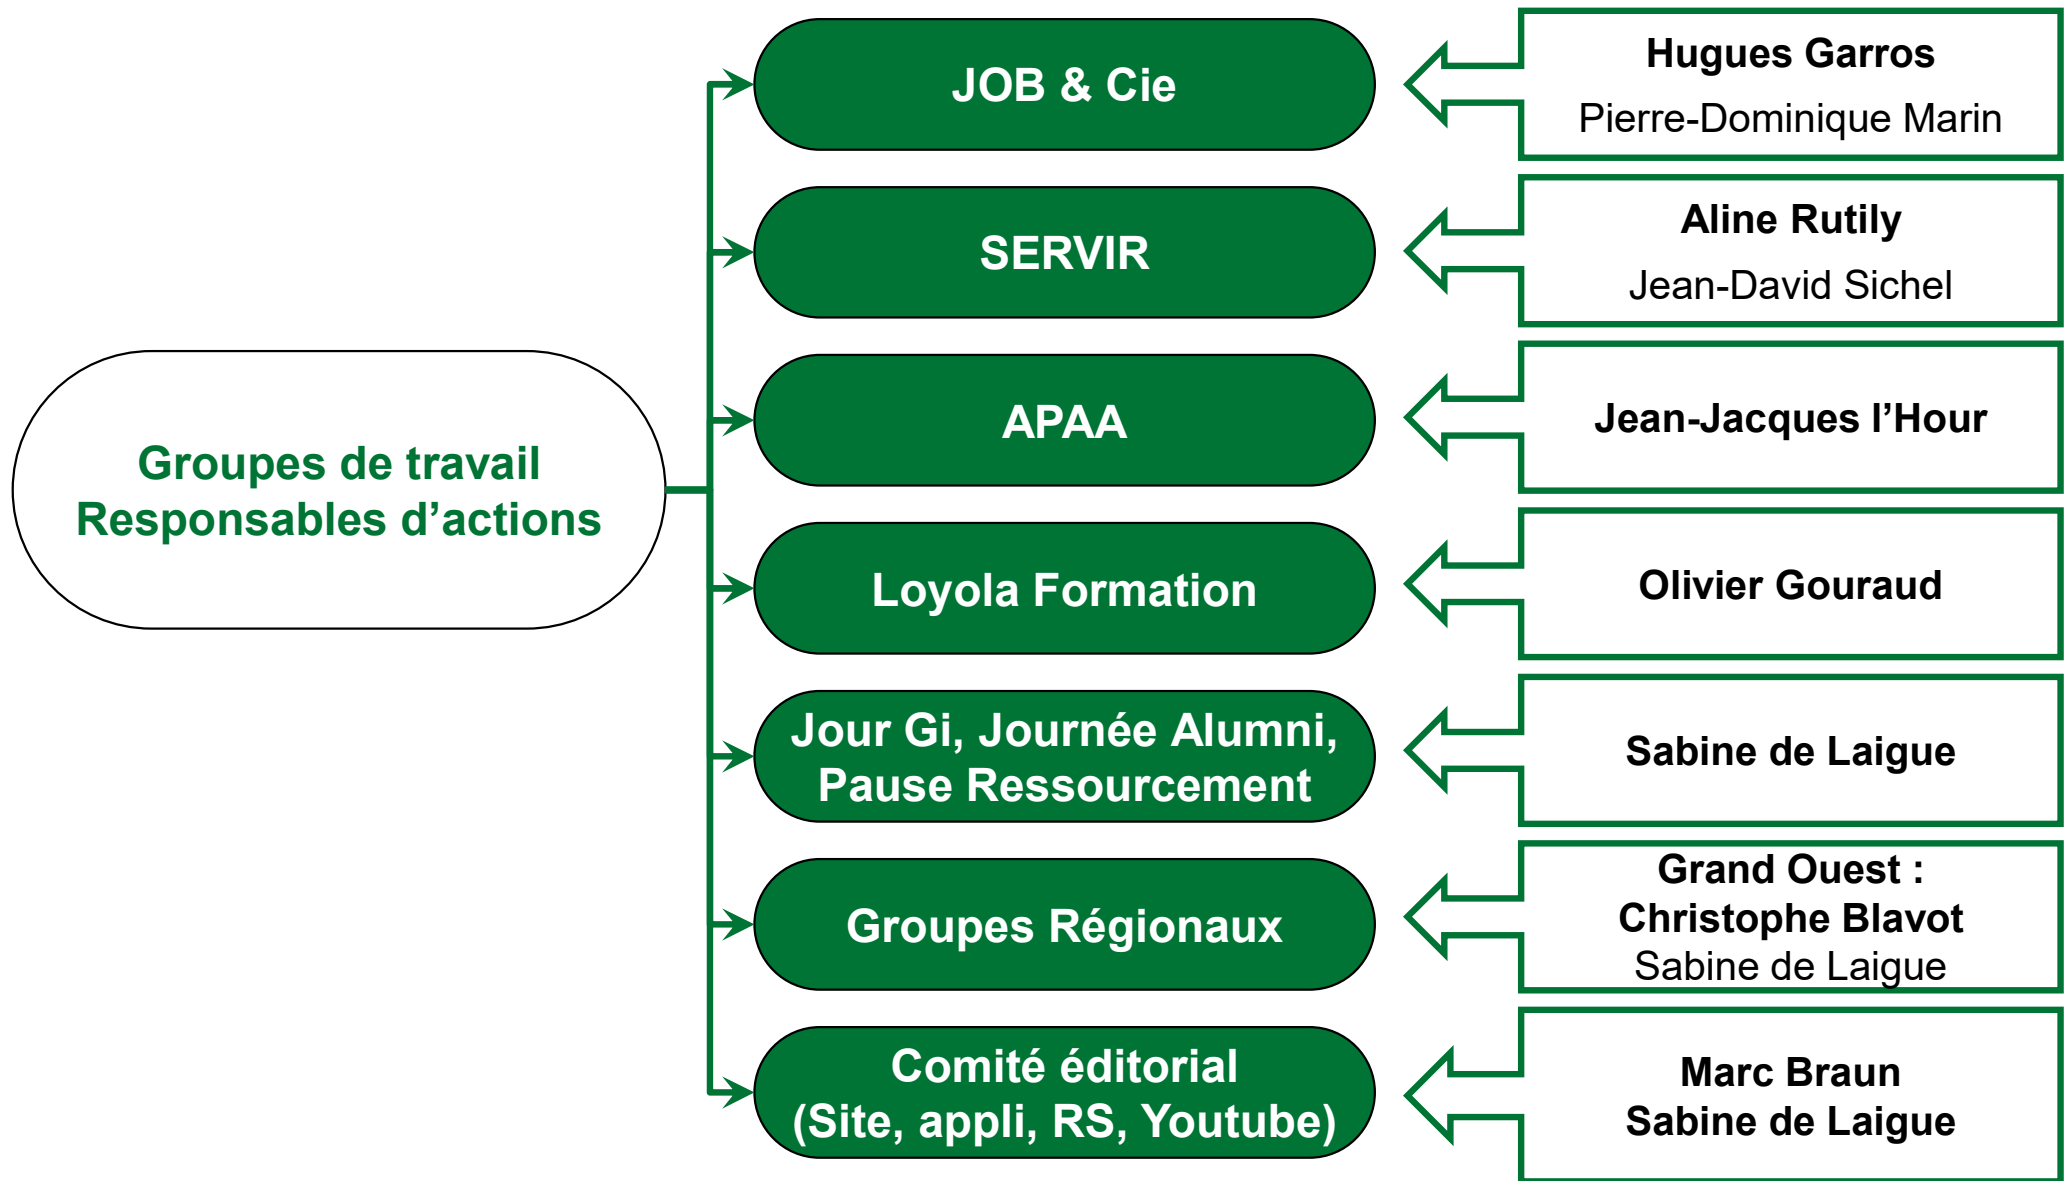 Groupes de travail
Responsables d’actions
JOB & Cie
Hugues Garros
Pierre-Dominique Marin
SERVIR
Aline Rutily
Jean-David Sichel
APAA
Jean-Jacques l’Hour
Loyola Formation
Olivier Gouraud
Jour Gi, Journée Alumni,
Pause Ressourcement
Sabine de Laigue
Groupes Régionaux
Grand Ouest :
Christophe Blavot
Sabine de Laigue
Comité éditorial
(Site, appli, RS, Youtube)
Marc Braun
Sabine de Laigue